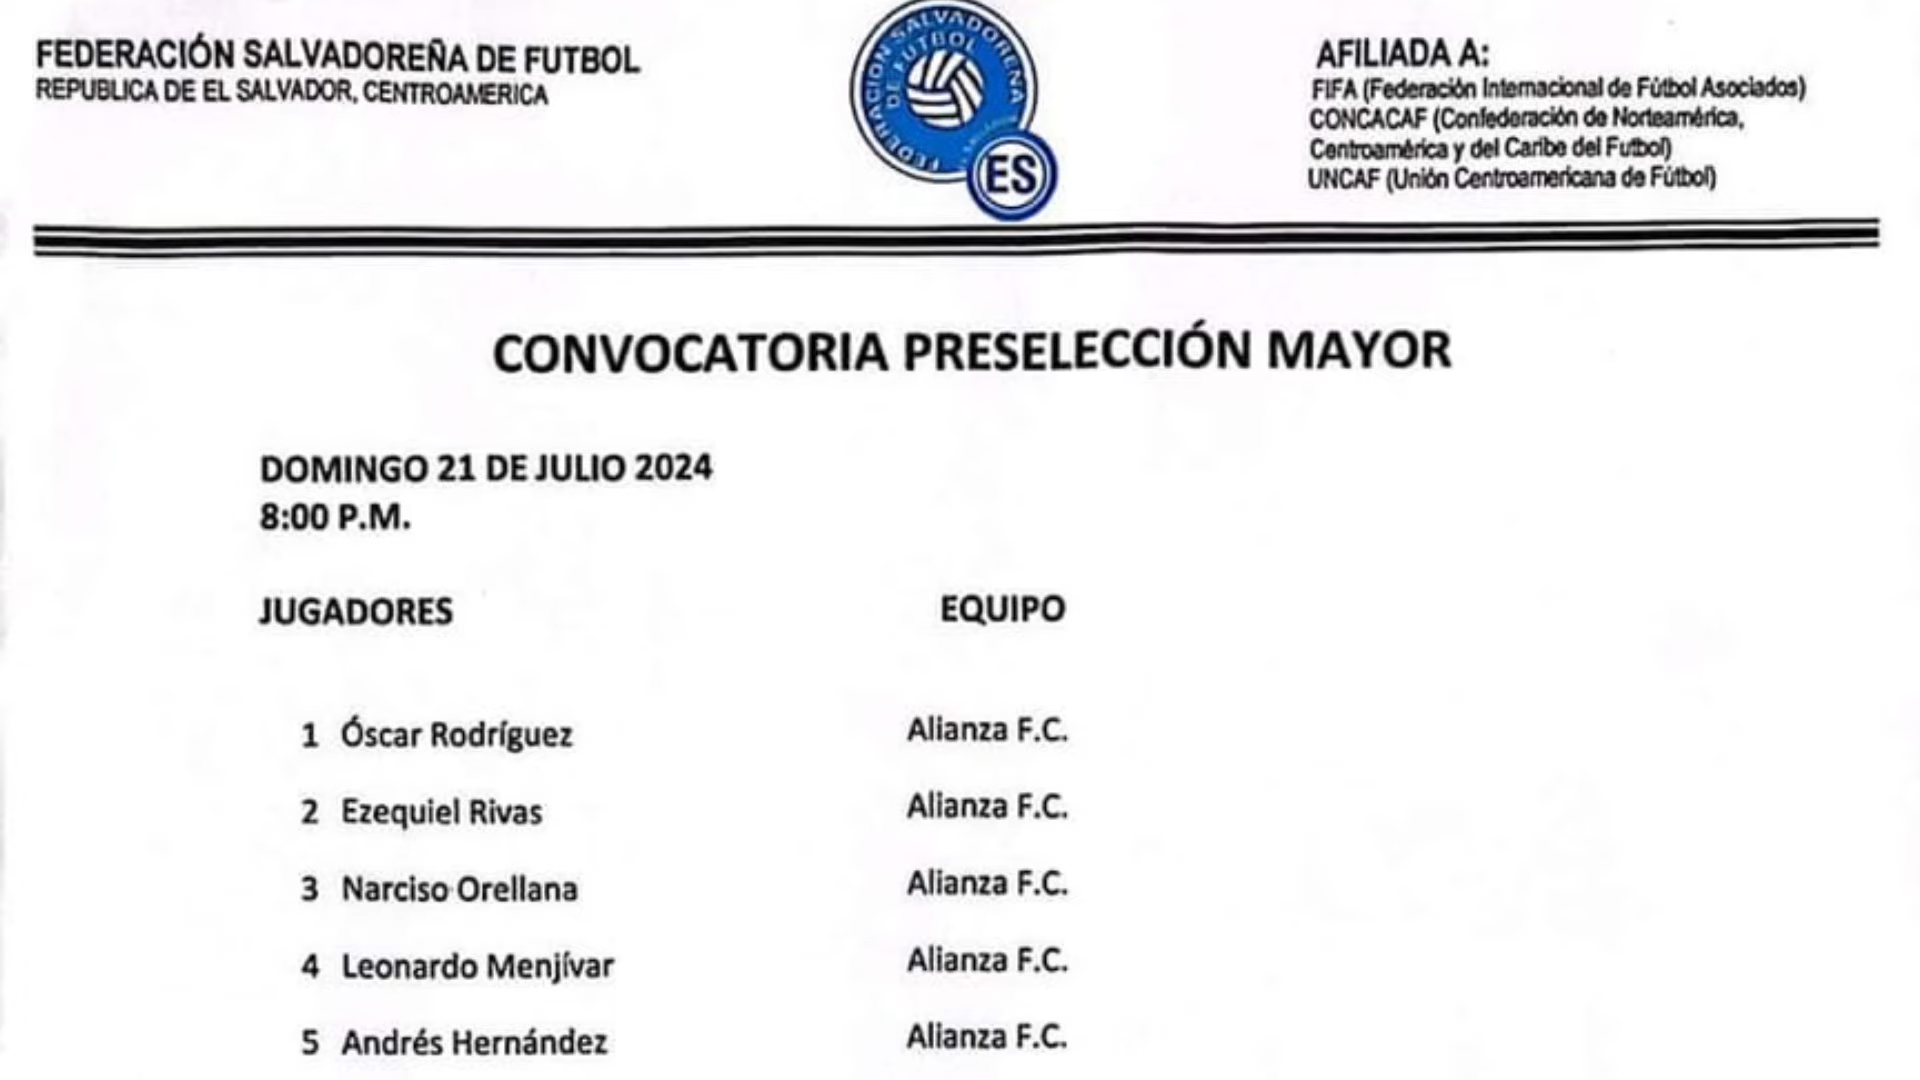 FEDERACIÓN SALVADOREÑA DE FUTBOL
REPUBLICA DE EL SALVADOR, CENTROAMERICA
FEDERACION SALVADOREÑA
DE FUTBOL
ES
AFILIADA A:
FIFA (Federación Internacional de Fútbol Asociados)
CONCACAF (Confederación de Norteamérica,
Centroamérica y del Caribe del Futbol)
UNCAF (Unión Centroamericana de Fútbol)
CONVOCATORIA PRESELECCIÓN MAYOR
DOMINGO 21 DE JULIO 2024
8:00 P.M.
JUGADORES EQUIPO
1 Óscar Rodríguez Alianza F.C.
2 Ezequiel Rivas Alianza F.C.
3 Narciso Orellana Alianza F.C.
4 Leonardo Menjívar Alianza F.C.
5 Andrés Hernández Alianza F.C.